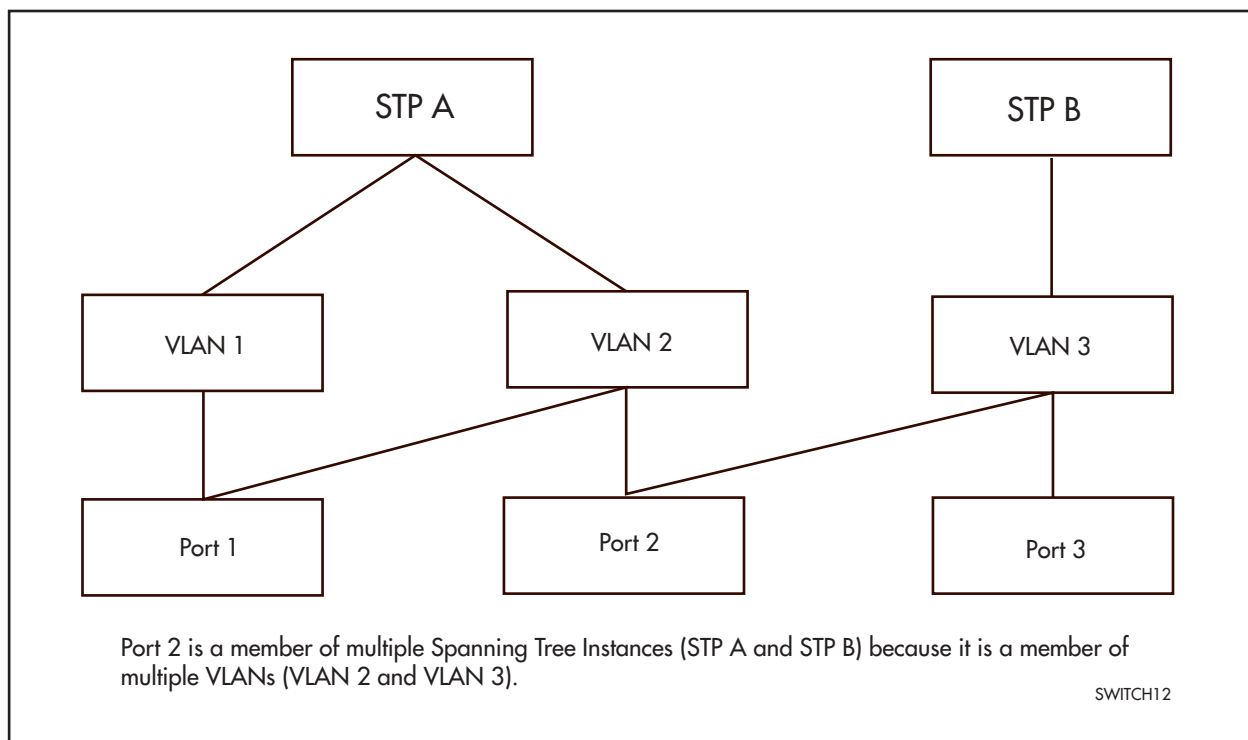 STP A
STP B
VLAN 1
VLAN 2
VLAN 3
Port 1
Port 2
Port 3
Port 2 is a member of multiple Spanning Tree Instances (STP A and STP B) because it is a member of
multiple VLANs (VLAN 2 and VLAN 3).
SWITCH12